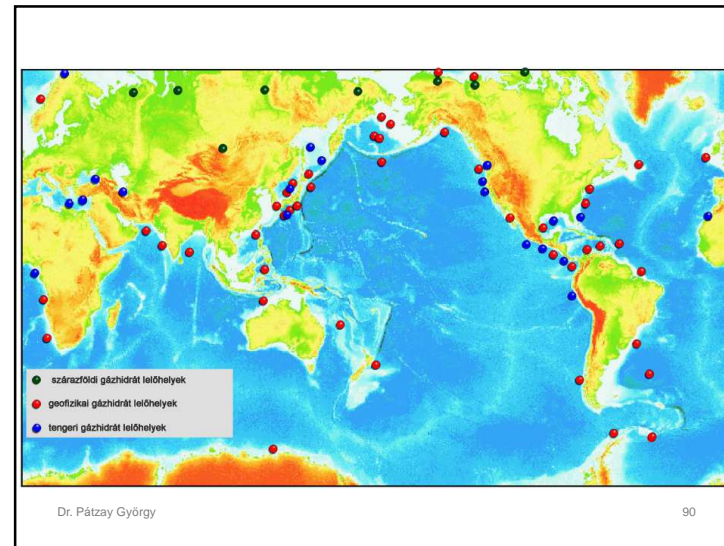 szárazföldi gázhidrát lelőhelyek
geofizikai gázhidrát lelőhelyek
tengeri gázhidrát lelőhelyek
Dr. Pátzay György
90